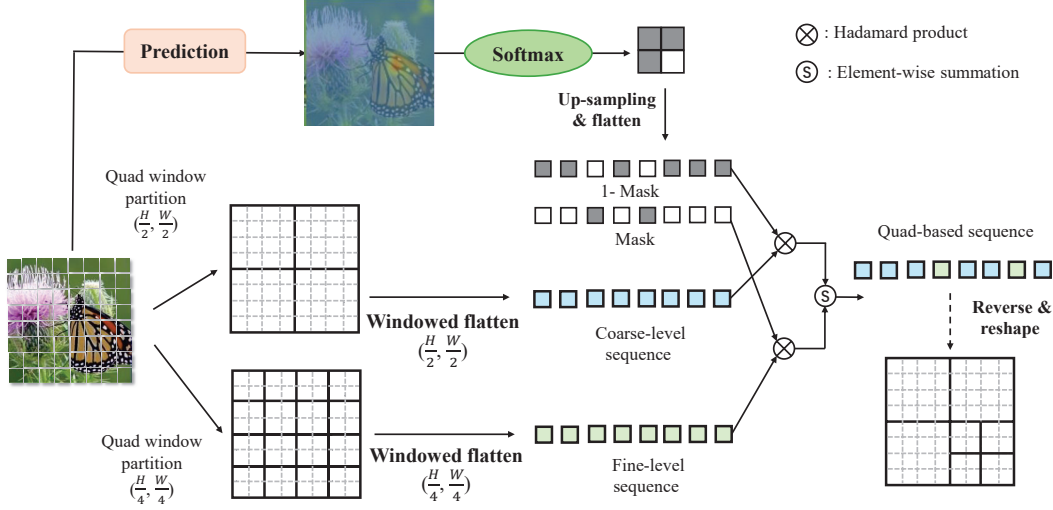 Prediction
Softmax
⊗ : Hadamard product
Ⓢ : Element-wise summation
Up-sampling
& flatten
1- Mask
Mask
Quad window
partition
(H/2, W/2)
Windowed flatten
(H/2, W/2)
Coarse-level
sequence
S
Quad-based sequence
Reverse &
reshape
Quad window
partition
(H/4, W/4)
Windowed flatten
(H/4, W/4)
Fine-level
sequence